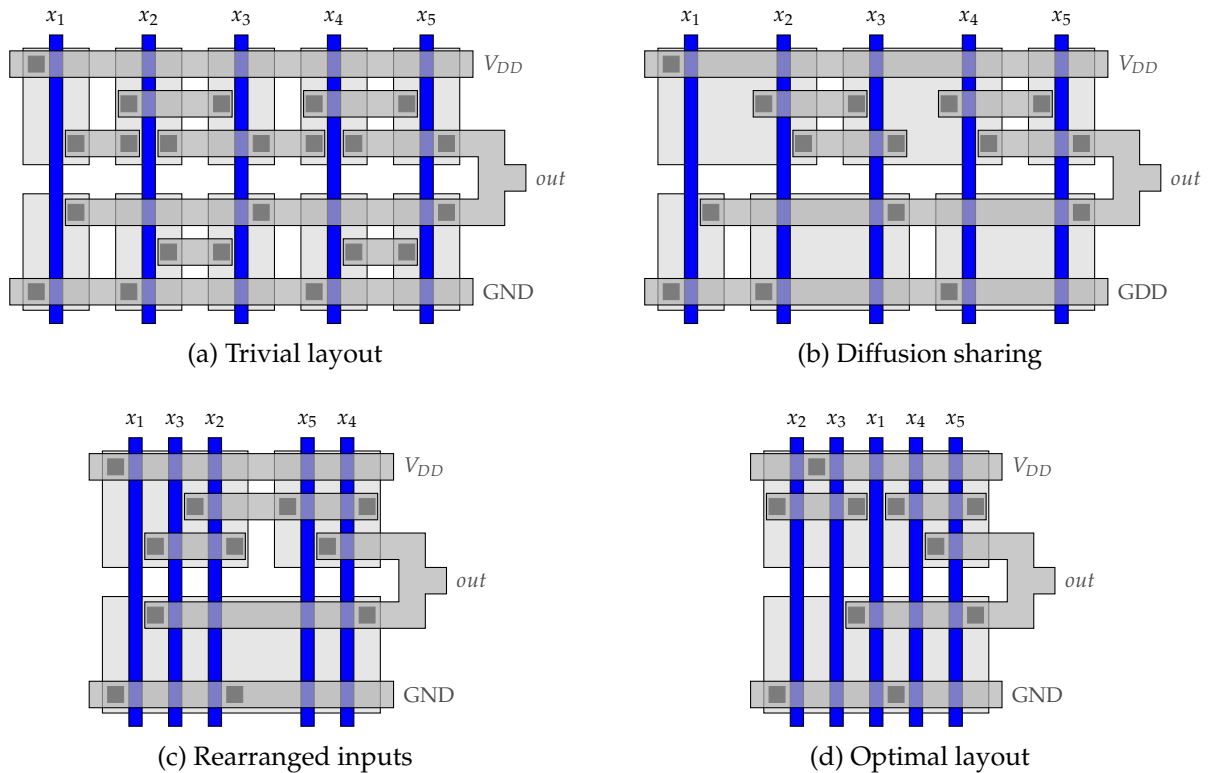 x1 x2 x3 x4 x5
VDD
out
GND
(a) Trivial layout
x1 x2 x3 x4 x5
VDD
out
GDD
(b) Diffusion sharing
x1 x3 x2 x5 x4
VDD
out
GND
(c) Rearranged inputs
x2 x3 x1 x4 x5
VDD
out
GND
(d) Optimal layout